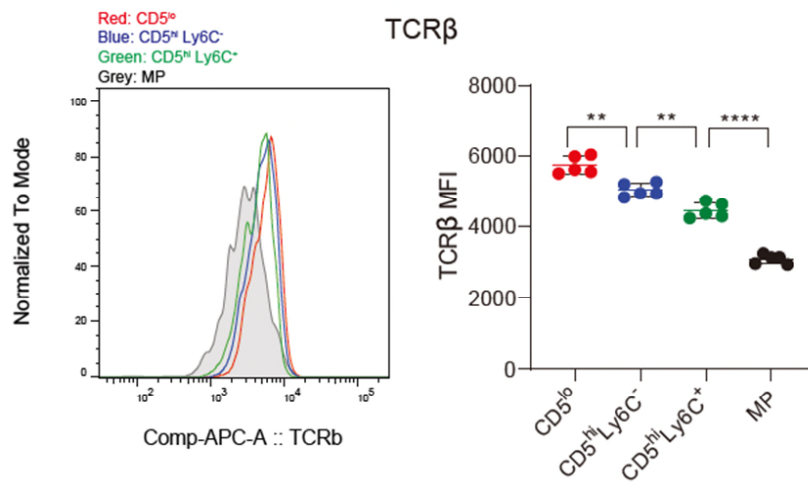 Red: CD5ˡᵒ
Blue: CD5ʰⁱ Ly6C⁻
Green: CD5ʰⁱ Ly6C⁺
Grey: MP
TCRβ
Normalized To Mode
100
80
60
40
20
0
10²
10³
10⁴
10⁵
Comp-APC-A :: TCRb
TCRβ MFI
8000
6000
4000
2000
0
**
**
****
CD5ˡᵒ
CD5ʰⁱLy6C⁻
CD5ʰⁱLy6C⁺
MP